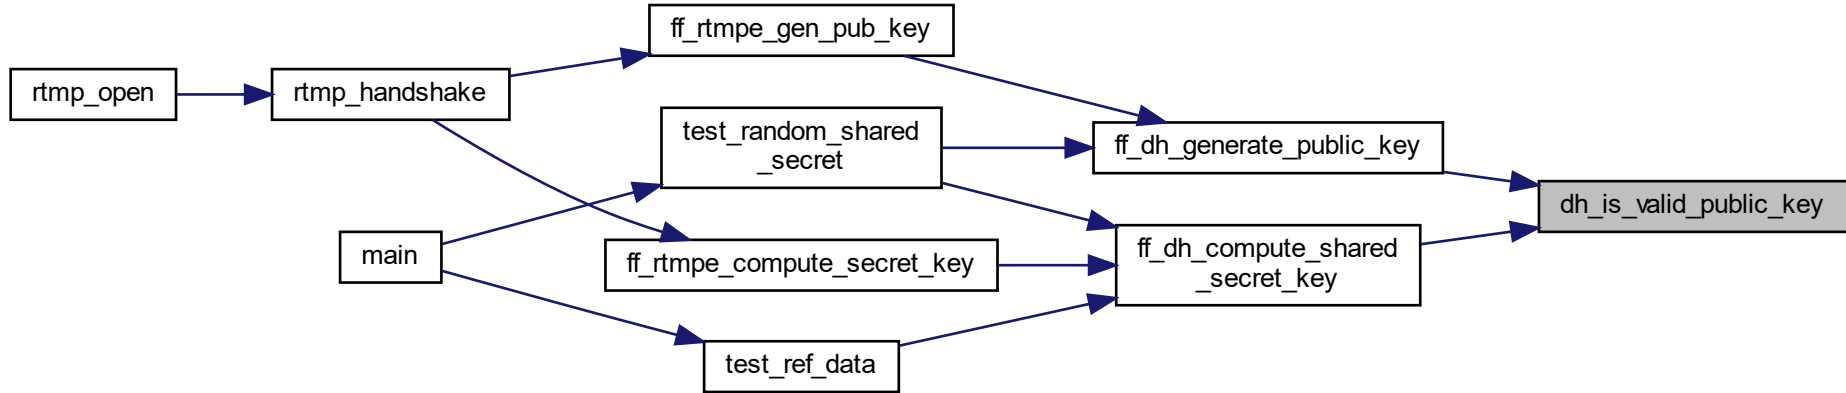 ff_rtmpe_gen_pub_key
rtmp_open
rtmp_handshake
test_random_shared
_secret
ff_dh_generate_public_key
dh_is_valid_public_key
main
ff_rtmpe_compute_secret_key
ff_dh_compute_shared
_secret_key
test_ref_data